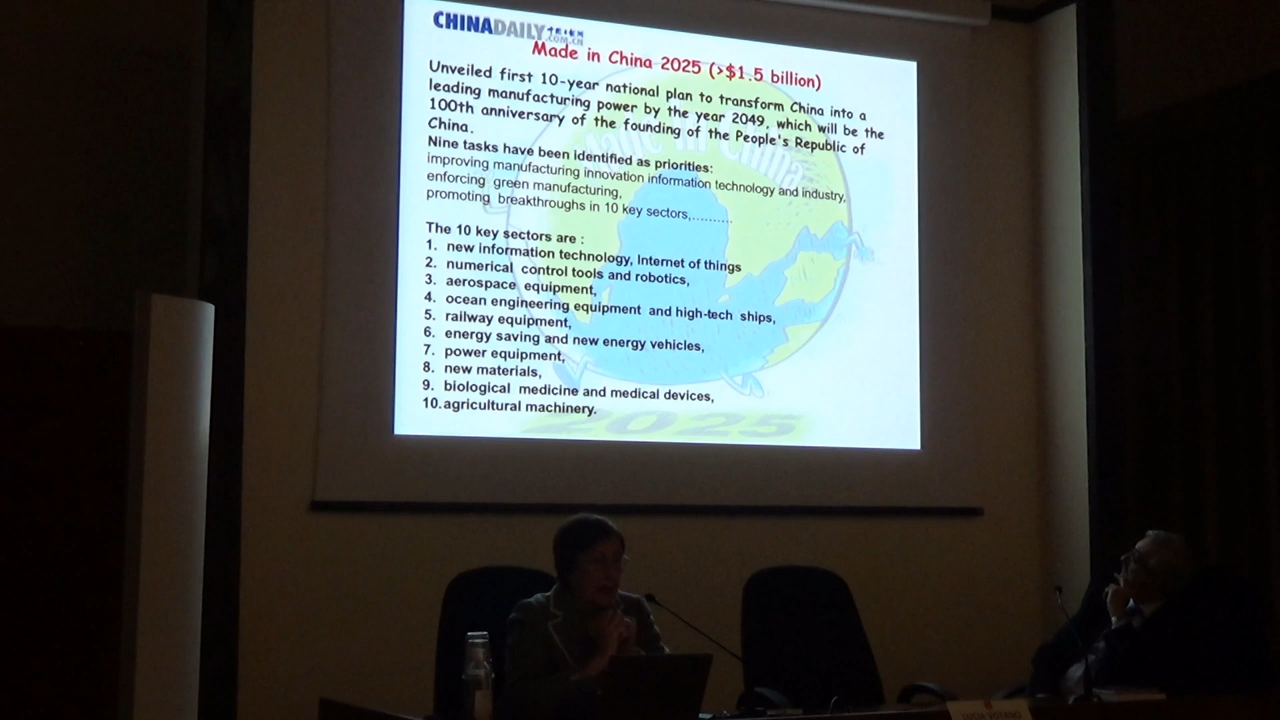 CHINADAILY
.COM.CN
Made in China 2025 (>$1.5 billion)
Unveiled first 10-year national plan to transform China into a
leading manufacturing power by the year 2049, which will be the
100th anniversary of the founding of the People's Republic of
China.
Nine tasks have been identified as priorities:
improving manufacturing innovation information technology and industry,
enforcing green manufacturing,
promoting breakthroughs in 10 key sectors,..........
The 10 key sectors are :
1. new information technology, Internet of things
2. numerical control tools and robotics,
3. aerospace equipment,
4. ocean engineering equipment and high-tech ships,
5. railway equipment,
6. energy saving and new energy vehicles,
7. power equipment,
8. new materials,
9. biological medicine and medical devices,
10.agricultural machinery.
2025